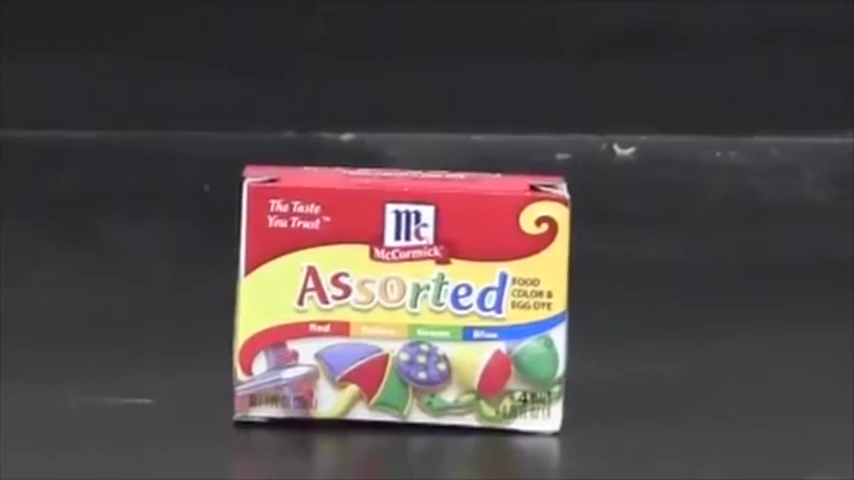 The Taste
You Trust™
Mc
McCormick®
Assorted
FOOD
COLOR &
EGG DYE
Red Yellow Green Blue